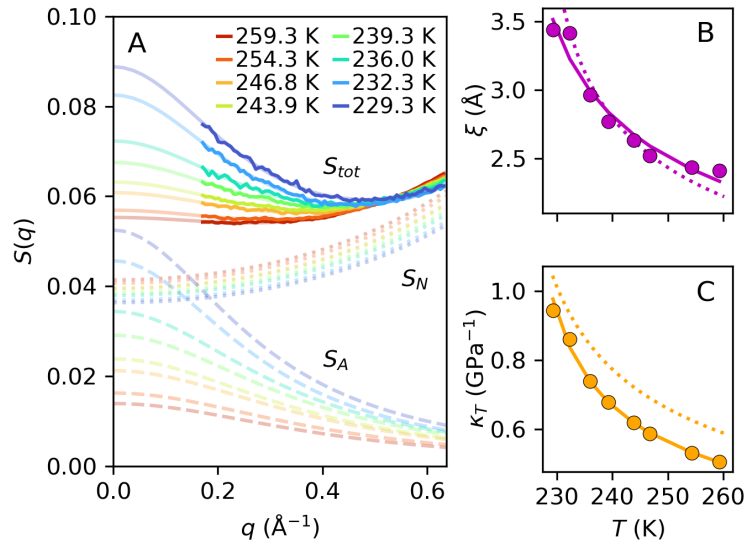 A
0.10
0.08
0.06
0.04
0.02
0.00
S(q)
0.0
0.2
0.4
0.6
q (Å⁻¹)
259.3 K
254.3 K
246.8 K
243.9 K
239.3 K
236.0 K
232.3 K
229.3 K
S_tot
S_N
S_A
B
3.5
3.0
2.5
ξ (Å)
C
1.0
0.8
0.6
κ_T (GPa⁻¹)
230
240
250
260
T (K)